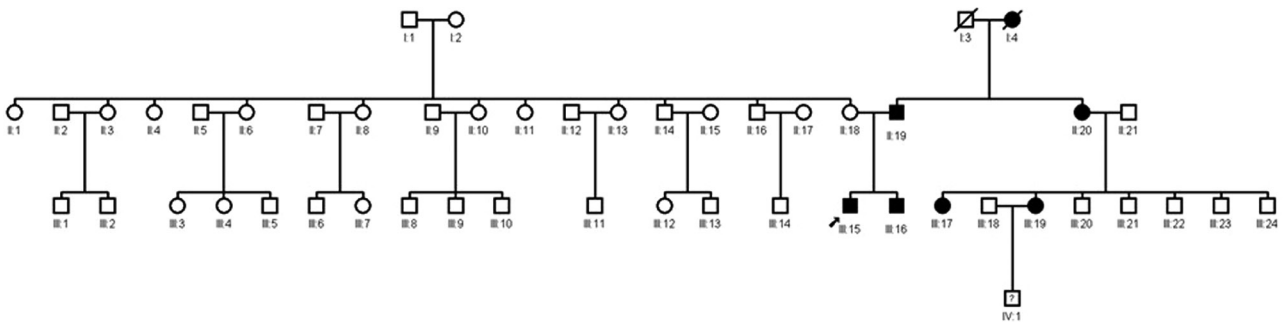 I:1 I:2 I:3 I:4
II:1 II:2 II:3 II:4 II:5 II:6 II:7 II:8 II:9 II:10 II:11 II:12 II:13 II:14 II:15 II:16 II:17 II:18 II:19 II:20 II:21
III:1 III:2 III:3 III:4 III:5 III:6 III:7 III:8 III:9 III:10 III:11 III:12 III:13 III:14 III:15 III:16 III:17 III:18 III:19 III:20 III:21 III:22 III:23 III:24
?
IV:1